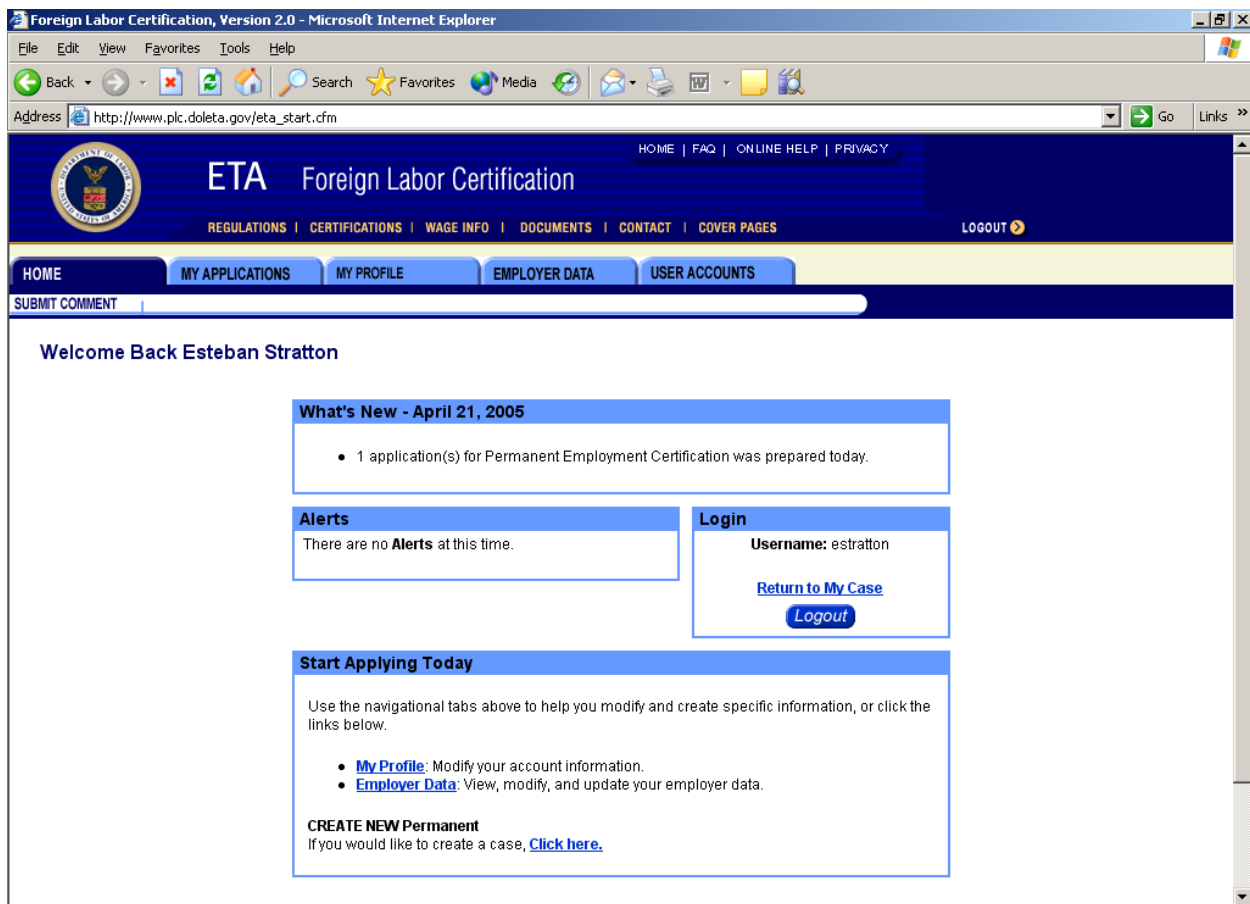 Foreign Labor Certification, Version 2.0 - Microsoft Internet Explorer
File Edit View Favorites Tools Help
Back Search Favorites Media
Address http://www.plc.doleta.gov/eta_start.cfm Go Links »
HOME | FAQ | ONLINE HELP | PRIVACY
ETA Foreign Labor Certification
REGULATIONS | CERTIFICATIONS | WAGE INFO | DOCUMENTS | CONTACT | COVER PAGES LOGOUT
HOME MY APPLICATIONS MY PROFILE EMPLOYER DATA USER ACCOUNTS
SUBMIT COMMENT |
Welcome Back Esteban Stratton
What's New - April 21, 2005
• 1 application(s) for Permanent Employment Certification was prepared today.
Alerts
There are no Alerts at this time.
Login
Username: estratton
Return to My Case
Logout
Start Applying Today
Use the navigational tabs above to help you modify and create specific information, or click the
links below.
• My Profile: Modify your account information.
• Employer Data: View, modify, and update your employer data.
CREATE NEW Permanent
If you would like to create a case, Click here.